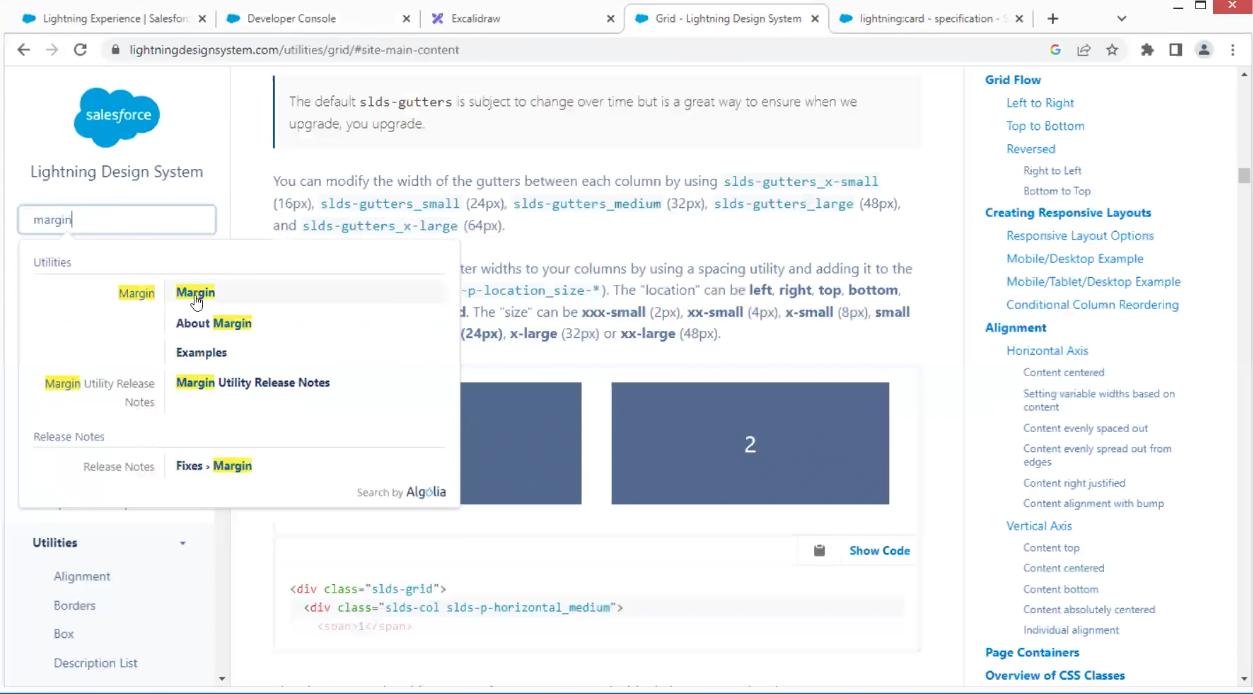 Lightning Experience | Salesfor
Developer Console
Excalidraw
Grid - Lightning Design System
lightning:card - specification - S
lightningdesignsystem.com/utilities/grid/#site-main-content
salesforce
Lightning Design System
margin
Utilities
Margin
Margin
About Margin
Examples
Margin Utility Release Notes
Margin Utility Release Notes
Release Notes
Release Notes
Fixes › Margin
Search by Algolia
Utilities
Alignment
Borders
Box
Description List
The default slds-gutters is subject to change over time but is a great way to ensure when we
upgrade, you upgrade.
You can modify the width of the gutters between each column by using slds-gutters_x-small
(16px), slds-gutters_small (24px), slds-gutters_medium (32px), slds-gutters_large (48px),
and slds-gutters_x-large (64px).
ter widths to your columns by using a spacing utility and adding it to the
-p-location_size-*). The "location" can be left, right, top, bottom,
d. The "size" can be xxx-small (2px), xx-small (4px), x-small (8px), small
(24px), x-large (32px) or xx-large (48px).
2
Show Code
<div class="slds-grid">
<div class="slds-col slds-p-horizontal_medium">
<span>1</span>
Grid Flow
Left to Right
Top to Bottom
Reversed
Right to Left
Bottom to Top
Creating Responsive Layouts
Responsive Layout Options
Mobile/Desktop Example
Mobile/Tablet/Desktop Example
Conditional Column Reordering
Alignment
Horizontal Axis
Content centered
Setting variable widths based on
content
Content evenly spaced out
Content evenly spread out from
edges
Content right justified
Content alignment with bump
Vertical Axis
Content top
Content centered
Content bottom
Content absolutely centered
Individual alignment
Page Containers
Overview of CSS Classes